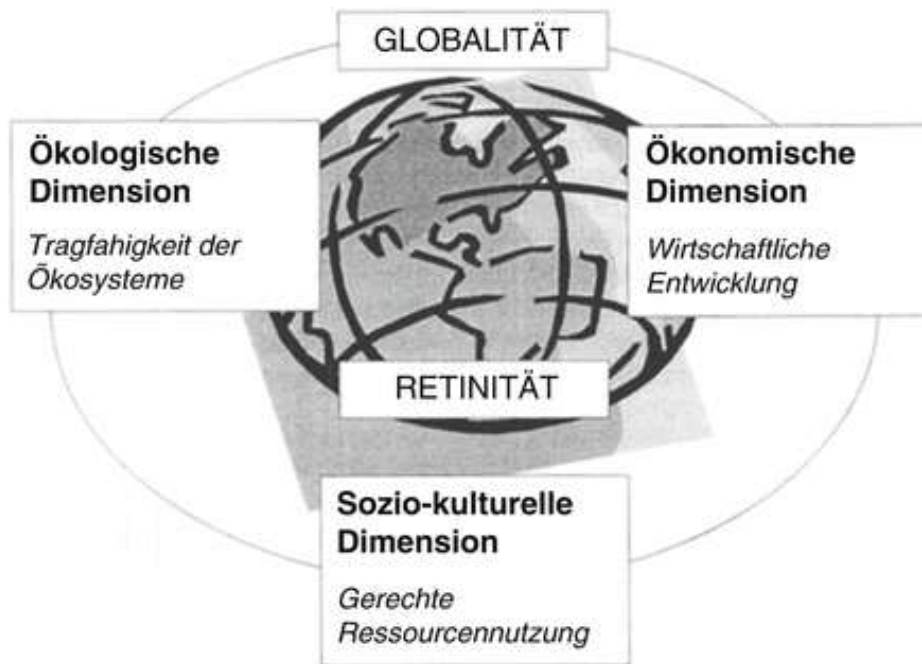 GLOBALITÄT
Ökologische
Dimension
Tragfahigkeit der
Ökosysteme
Ökonomische
Dimension
Wirtschaftliche
Entwicklung
RETINITÄT
Sozio-kulturelle
Dimension
Gerechte
Ressourcennutzung